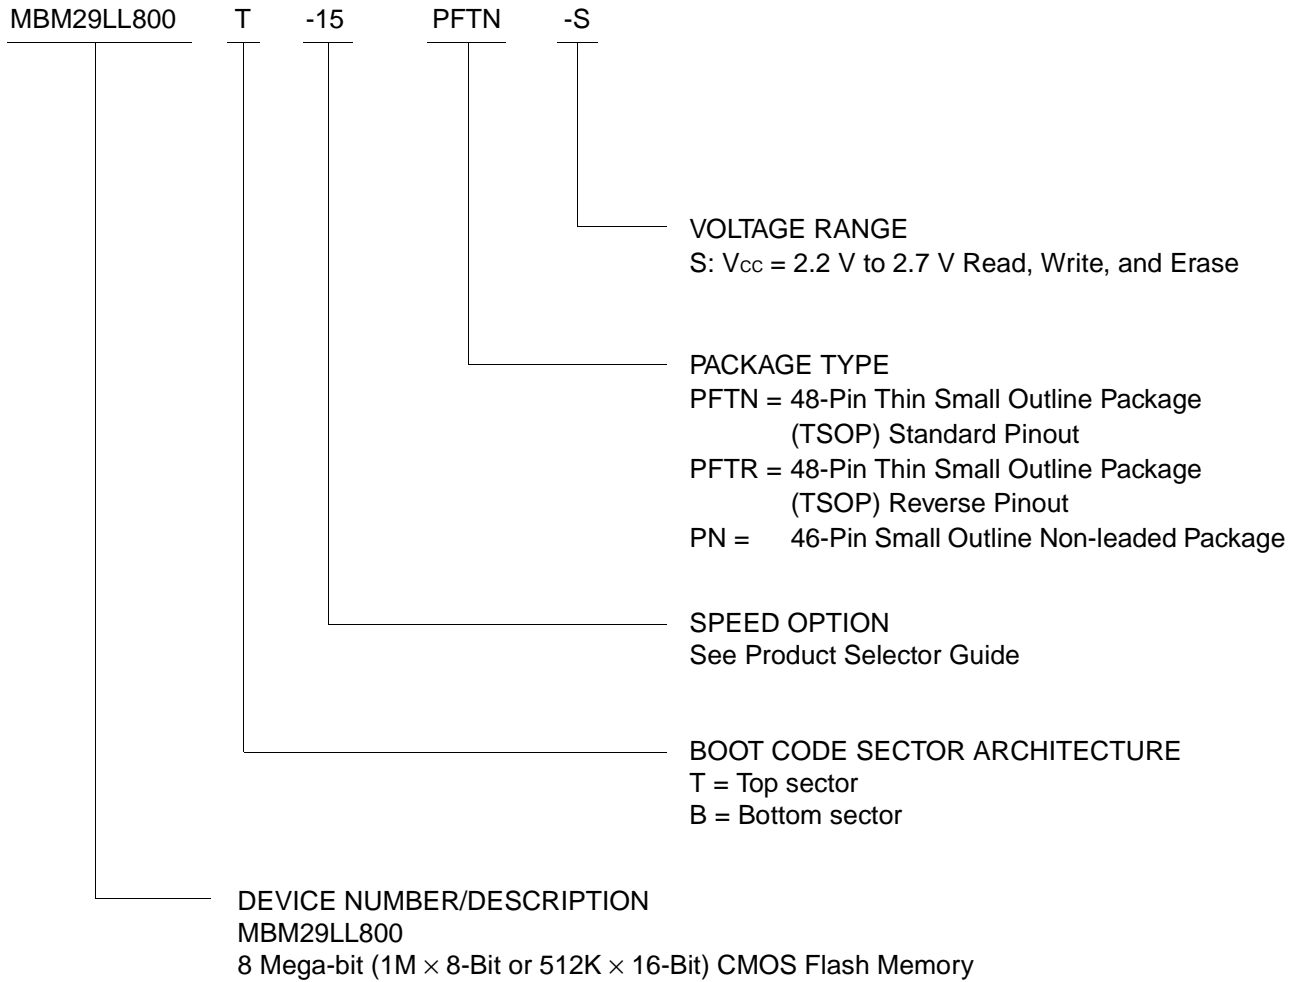 MBM29LL800 T -15 PFTN -S
VOLTAGE RANGE
S: VCC = 2.2 V to 2.7 V Read, Write, and Erase
PACKAGE TYPE
PFTN = 48-Pin Thin Small Outline Package
(TSOP) Standard Pinout
PFTR = 48-Pin Thin Small Outline Package
(TSOP) Reverse Pinout
PN = 46-Pin Small Outline Non-leaded Package
SPEED OPTION
See Product Selector Guide
BOOT CODE SECTOR ARCHITECTURE
T = Top sector
B = Bottom sector
DEVICE NUMBER/DESCRIPTION
MBM29LL800
8 Mega-bit (1M × 8-Bit or 512K × 16-Bit) CMOS Flash Memory